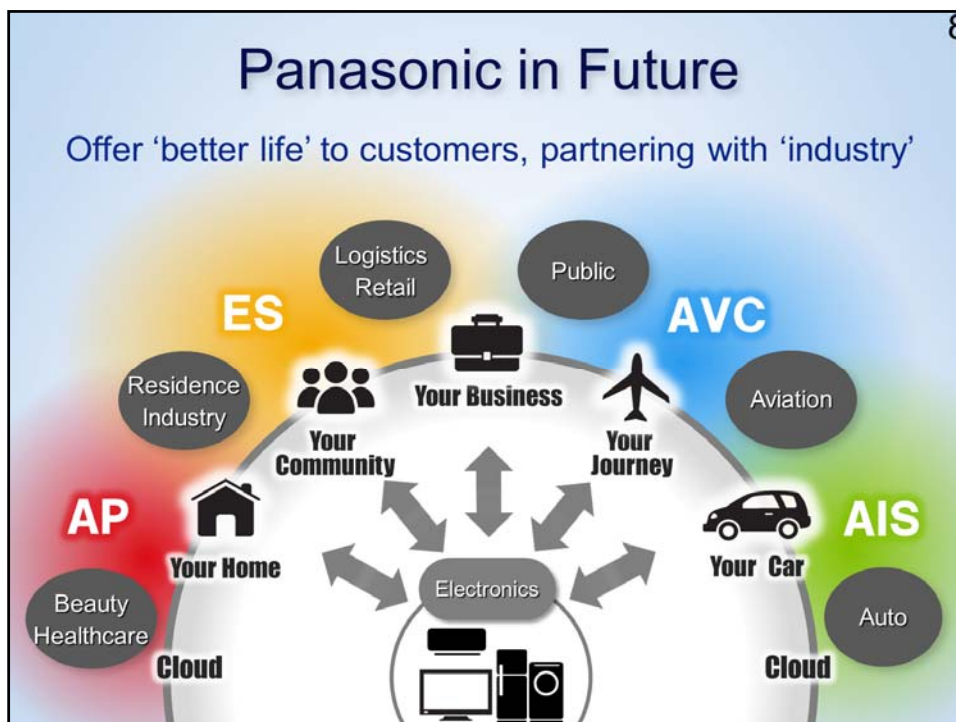 8
Panasonic in Future
Offer ‘better life’ to customers, partnering with ‘industry’
Logistics
Retail
Public
ES
AVC
Residence
Industry
Your Business
Aviation
Your
Community
Your
Journey
AP
AIS
Your Home
Your Car
Electronics
Beauty
Healthcare
Auto
Cloud
Cloud